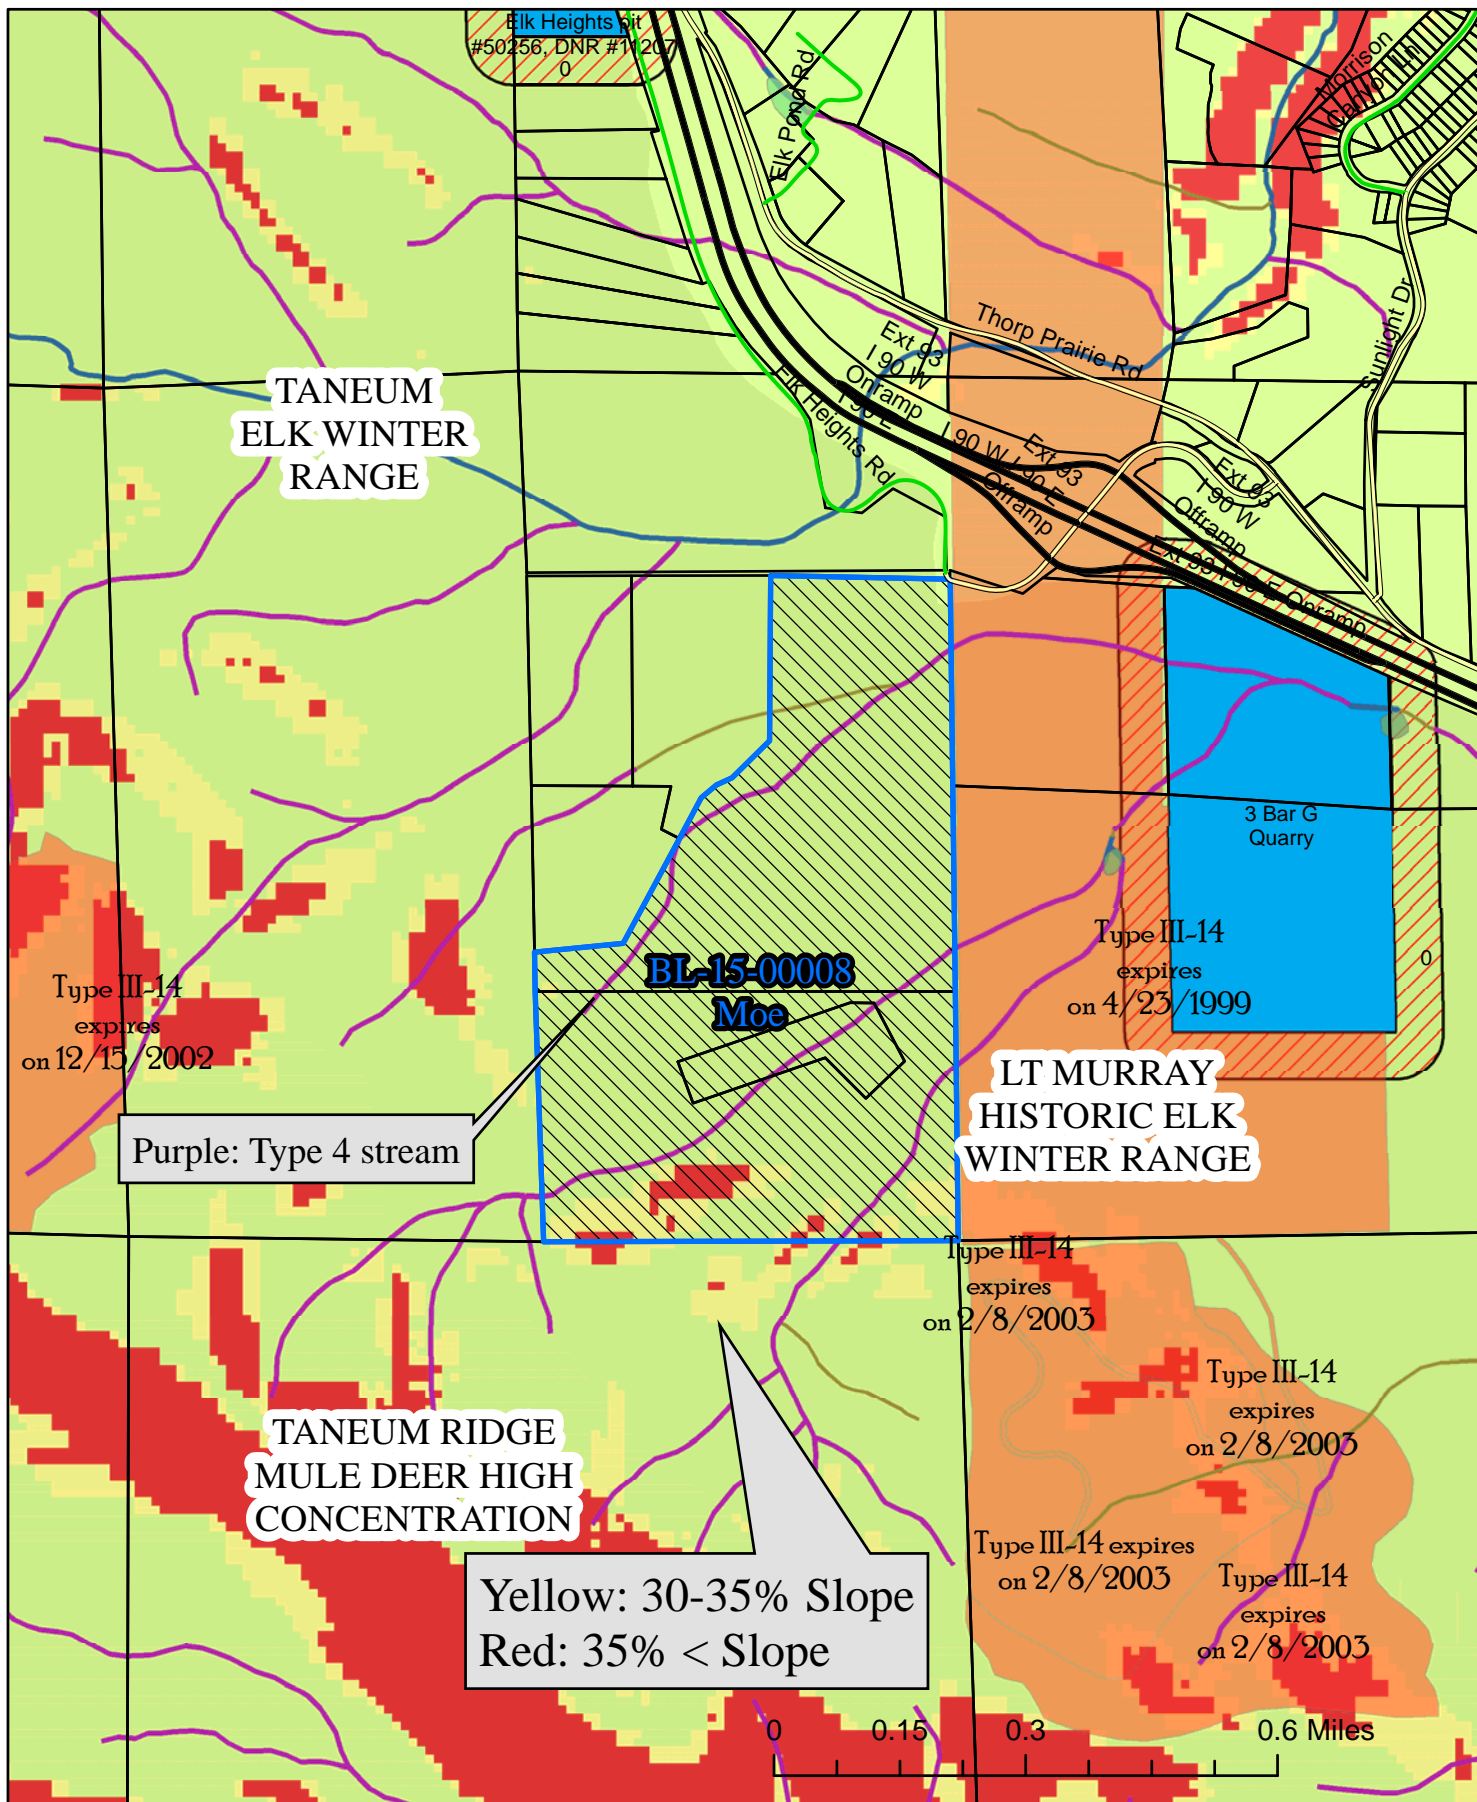 Elk Heights pit
#50256, DNR #11207
0
Elk Pond Rd
Morrison
Canyon Ln
Sunlight Dr
Thorp Prairie Rd
Ext 93
I 90 W
Onramp
I 90 E
Elk Heights Rd
I 90 W
I 90 E
Ext 93
Offramp
Ext 93
I 90 W
Offramp
Ext 93 I 90 E Onramp
TANEUM
ELK WINTER
RANGE
3 Bar G
Quarry
0
Type III-14
expires
on 4/23/1999
BL-15-00008
Moe
Type III-14
expires
on 12/15/2002
LT MURRAY
HISTORIC ELK
WINTER RANGE
Purple: Type 4 stream
Type III-14
expires
on 2/8/2003
Type III-14
expires
on 2/8/2003
TANEUM RIDGE
MULE DEER HIGH
CONCENTRATION
Type III-14 expires
on 2/8/2003
Type III-14
expires
on 2/8/2003
Yellow: 30-35% Slope
Red: 35% < Slope
0 0.15 0.3 0.6 Miles